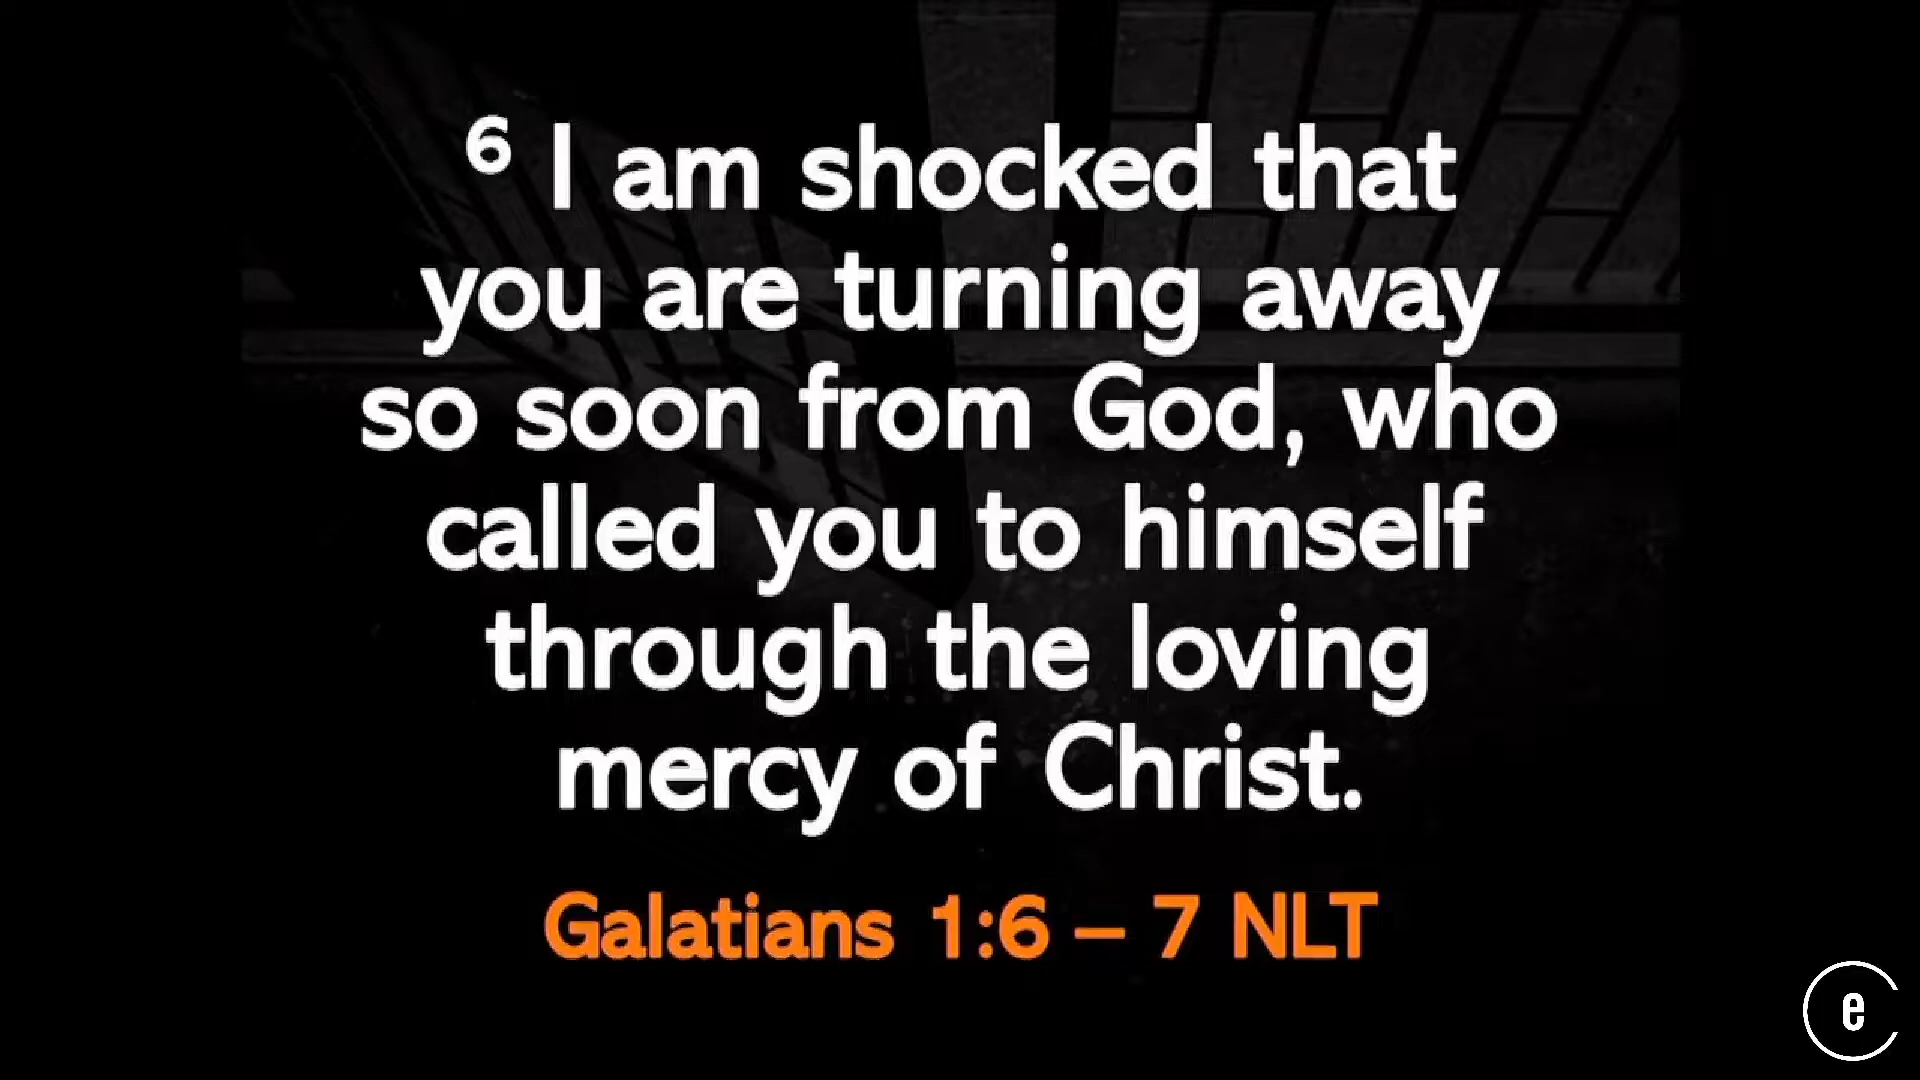 6 I am shocked that
you are turning away
so soon from God, who
called you to himself
through the loving
mercy of Christ.
Galatians 1:6 – 7 NLT
e